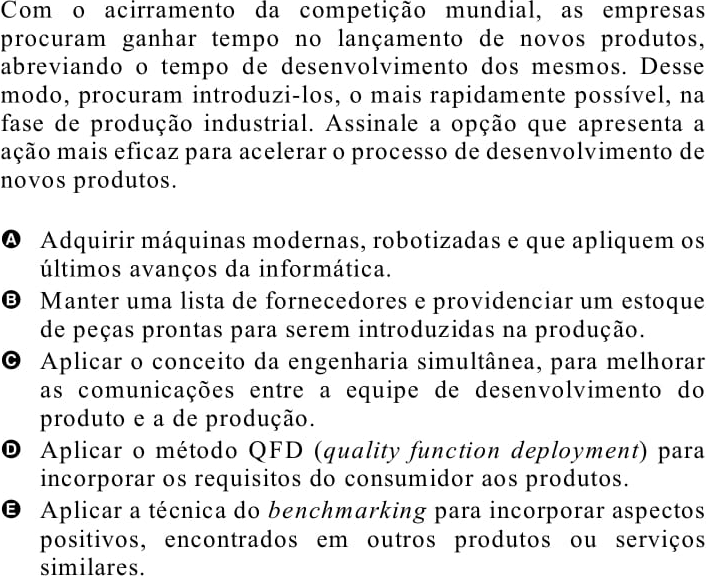 Com o acirramento da competição mundial, as empresas
procuram ganhar tempo no lançamento de novos produtos,
abreviando o tempo de desenvolvimento dos mesmos. Desse
modo, procuram introduzi-los, o mais rapidamente possível, na
fase de produção industrial. Assinale a opção que apresenta a
ação mais eficaz para acelerar o processo de desenvolvimento de
novos produtos.
A Adquirir máquinas modernas, robotizadas e que apliquem os
últimos avanços da informática.
B Manter uma lista de fornecedores e providenciar um estoque
de peças prontas para serem introduzidas na produção.
C Aplicar o conceito da engenharia simultânea, para melhorar
as comunicações entre a equipe de desenvolvimento do
produto e a de produção.
D Aplicar o método QFD (quality function deployment) para
incorporar os requisitos do consumidor aos produtos.
E Aplicar a técnica do benchmarking para incorporar aspectos
positivos, encontrados em outros produtos ou serviços
similares.